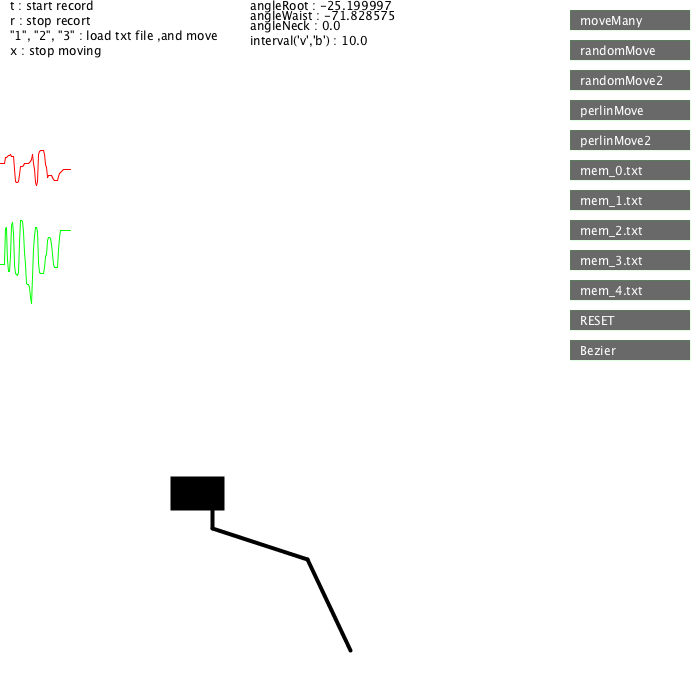 t : start record
r : stop recort
"1", "2", "3" : load txt file ,and move
x : stop moving
angleRoot : -25.199997
angleWaist : -71.828575
angleNeck : 0.0
interval('v','b') : 10.0
moveMany
randomMove
randomMove2
perlinMove
perlinMove2
mem_0.txt
mem_1.txt
mem_2.txt
mem_3.txt
mem_4.txt
RESET
Bezier